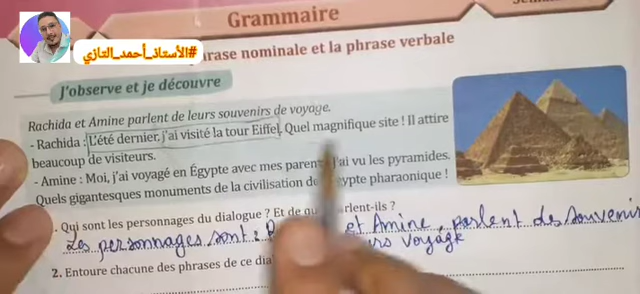 Grammaire
#الأستاذ_أحمد_التازي
phrase nominale et la phrase verbale
J'observe et je découvre
Rachida et Amine parlent de leurs souvenirs de voyage.
- Rachida : L'été dernier, j'ai visité la tour Eiffel. Quel magnifique site ! Il attire
beaucoup de visiteurs.
- Amine : Moi, j'ai voyagé en Égypte avec mes parents. J'ai vu les pyramides.
Quels gigantesques monuments de la civilisation de pharaonique !
. Qui sont les personnages du dialogue ? Et de parlent-ils ?
Les personnages sont : et Amine, parlent des souvenir
voyage
2. Entoure chacune des phrases de ce